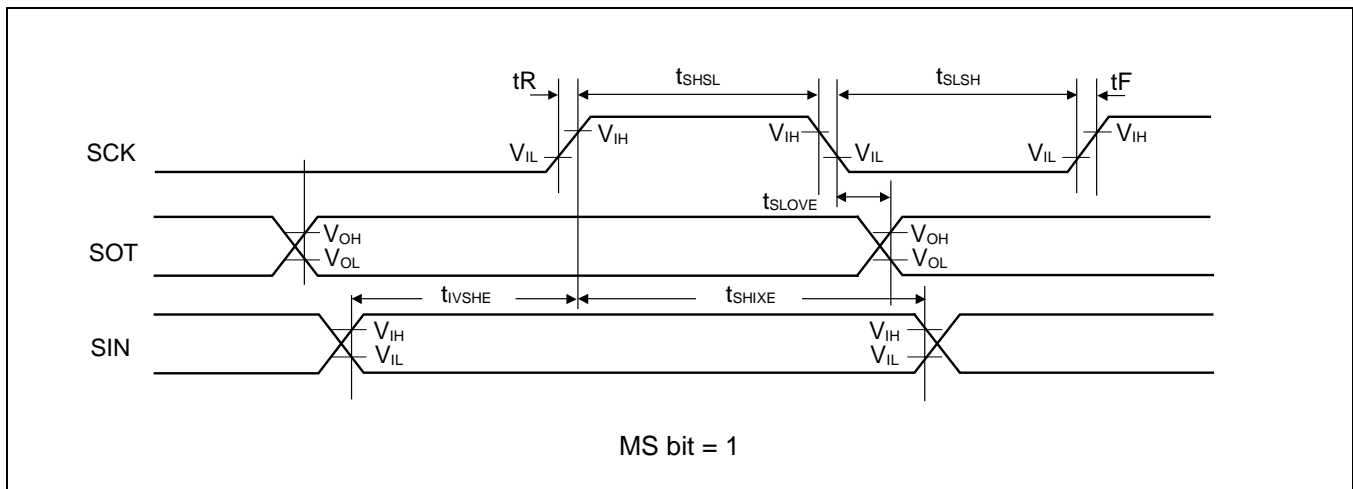 tR tSHSL tSLSH tF
SCK VIL VIH VIH VIL VIL VIH
tSLOVE
SOT VOH VOL VOH VOL
tIVSHE tSHIXE
SIN VIH VIL VIH VIL
MS bit = 1